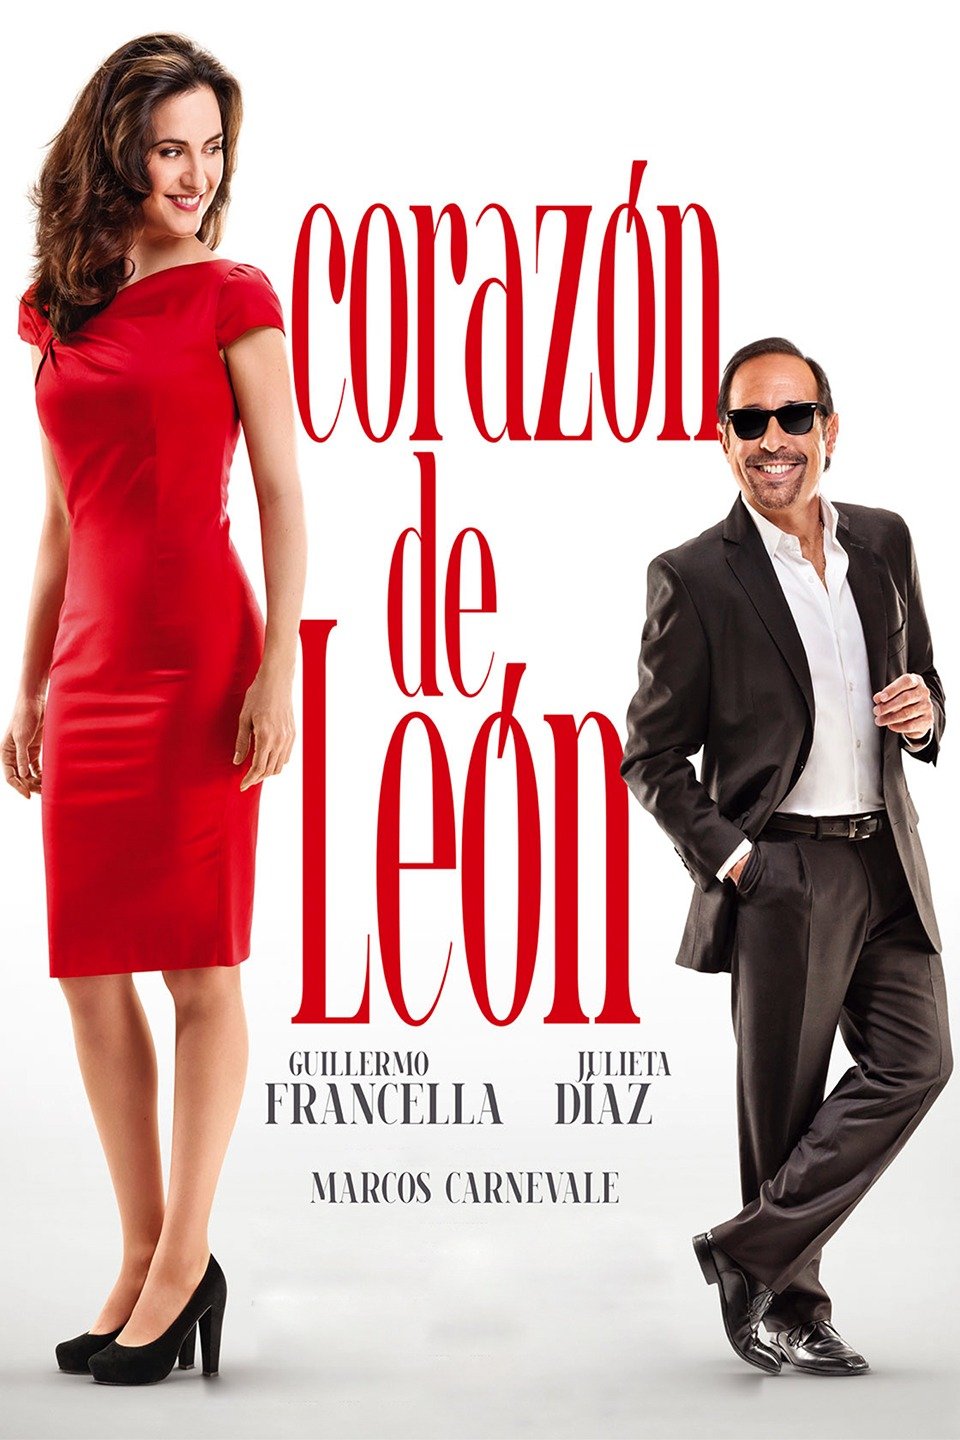 corazón
de
León
GUILLERMO
FRANCELLA
JULIETA
DÍAZ
MARCOS CARNEVALE